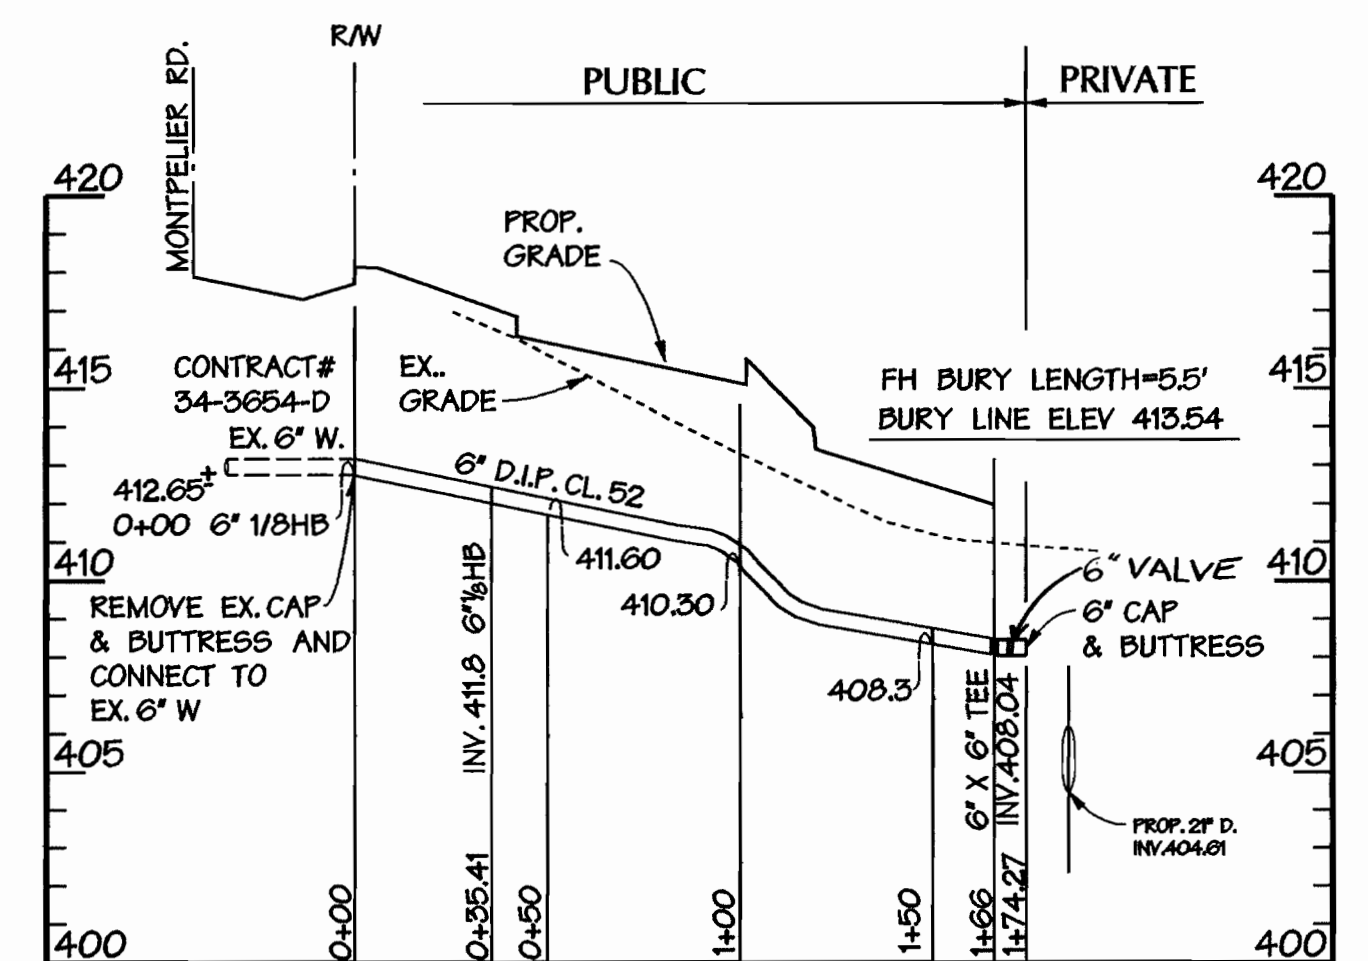 R/W
MONTPELIER RD.
PUBLIC
PRIVATE
420
420
PROP.
GRADE
CONTRACT#
34-3654-D
EX. 6" W.
415
EX..
GRADE
FH BURY LENGTH=5.5'
BURY LINE ELEV 413.54
415
412.65±
0+00 6" 1/8HB
6" D.I.P. CL. 52
411.60
410.30
408.3
410
410
REMOVE EX. CAP
& BUTTRESS AND
CONNECT TO
EX. 6" W
6" VALVE
6" CAP
& BUTTRESS
INV. 411.8 6"⅛HB
6" X 6" TEE
INV.408.04
405
405
PROP. 21" D.
INV.404.61
400
0+00
0+35.41
0+50
1+00
1+50
1+66
1+74.27
400